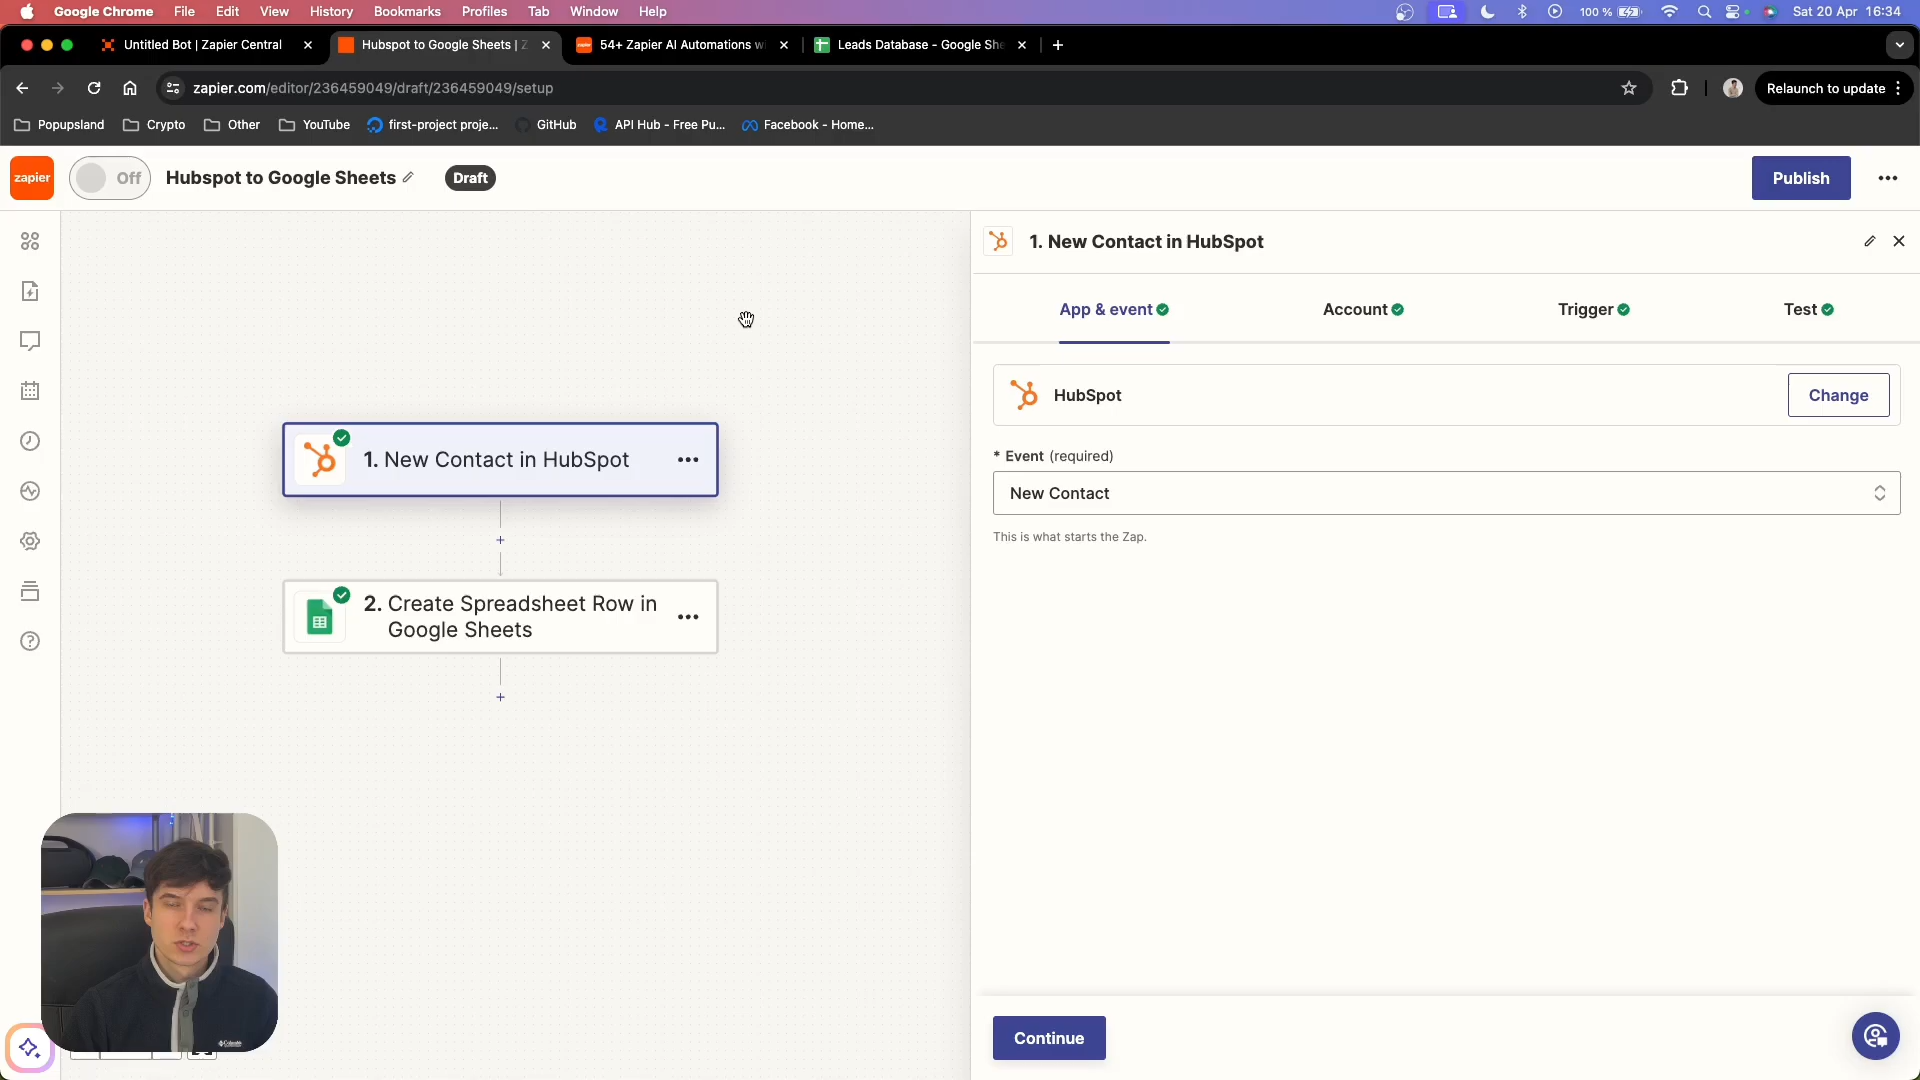 Google Chrome File Edit View History Bookmarks Profiles Tab Window Help 100 % Sat 20 Apr 16:34
Untitled Bot | Zapier Central Hubspot to Google Sheets | Z 54+ Zapier AI Automations wi Leads Database - Google She
zapier.com/editor/236459049/draft/236459049/setup Relaunch to update
Popupsland Crypto Other YouTube first-project proje... GitHub API Hub - Free Pu... Facebook - Home...
zapier Off Hubspot to Google Sheets Draft Publish
1. New Contact in HubSpot
App & event Account Trigger Test
HubSpot Change
* Event (required)
New Contact
This is what starts the Zap.
1. New Contact in HubSpot
2. Create Spreadsheet Row in
Google Sheets
Columbia
Continue